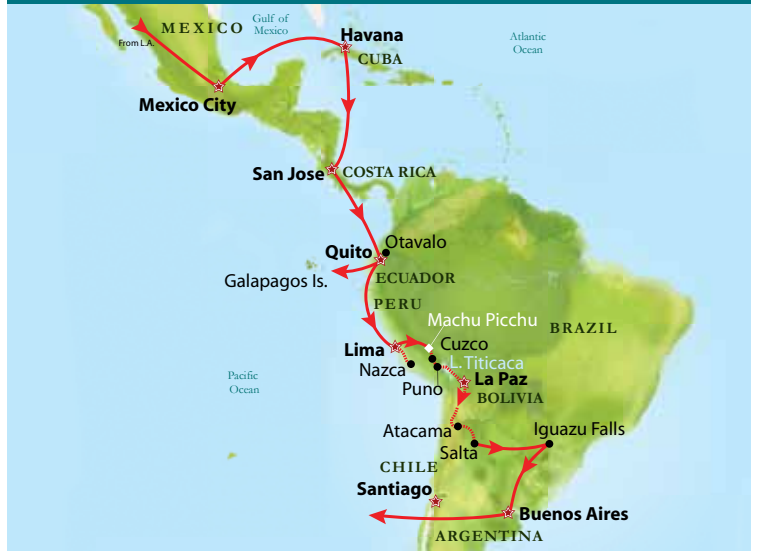 Gulf of
Mexico
MEXICO
Havana
Atlantic
Ocean
From L.A.
CUBA
Mexico City
San Jose
COSTA RICA
Otavalo
Quito
Galapagos Is.
ECUADOR
PERU
Machu Picchu
BRAZIL
Lima
Cuzco
L.Titicaca
Nazca
Pacific
Ocean
Puno
La Paz
BOLIVIA
Atacama
Iguazu Falls
Salta
CHILE
Santiago
Buenos Aires
ARGENTINA